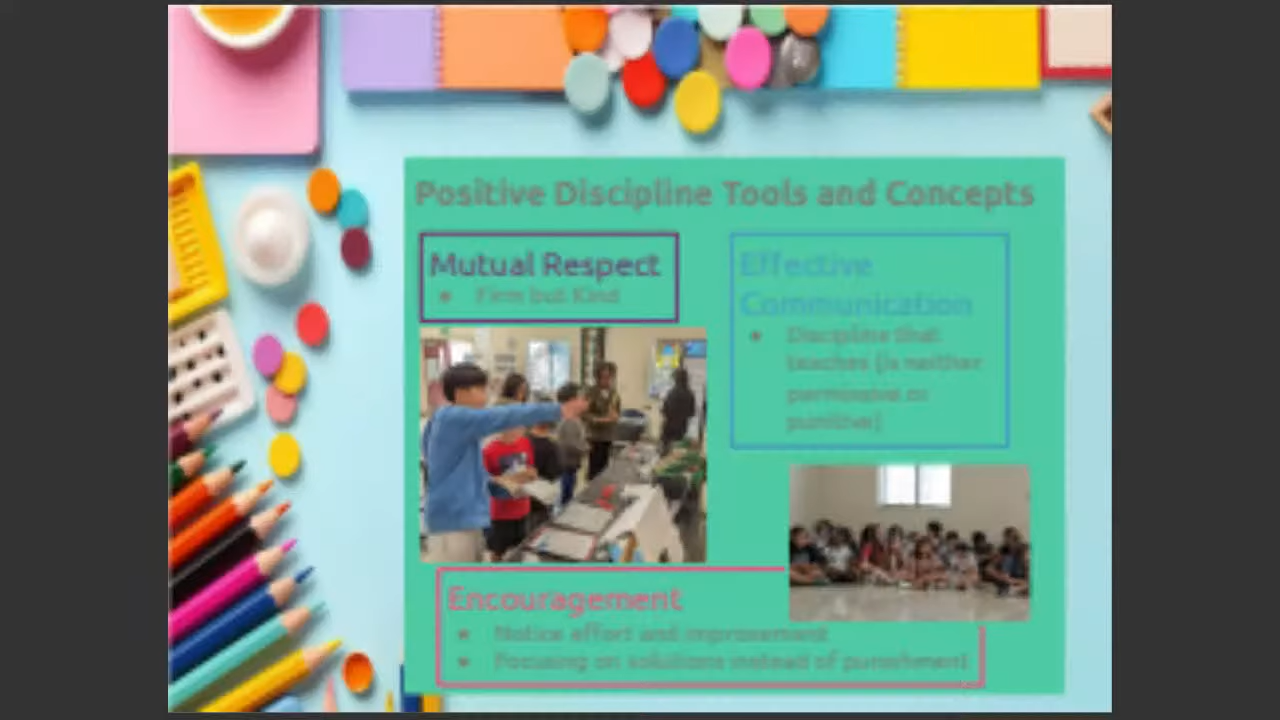 Positive Discipline Tools and Concepts
Mutual Respect
Firm but Kind
Effective
Communication
Discipline that
teaches (is neither
permissive or
punitive)
Encouragement
Notice effort and improvement
Focusing on solutions instead of punishment